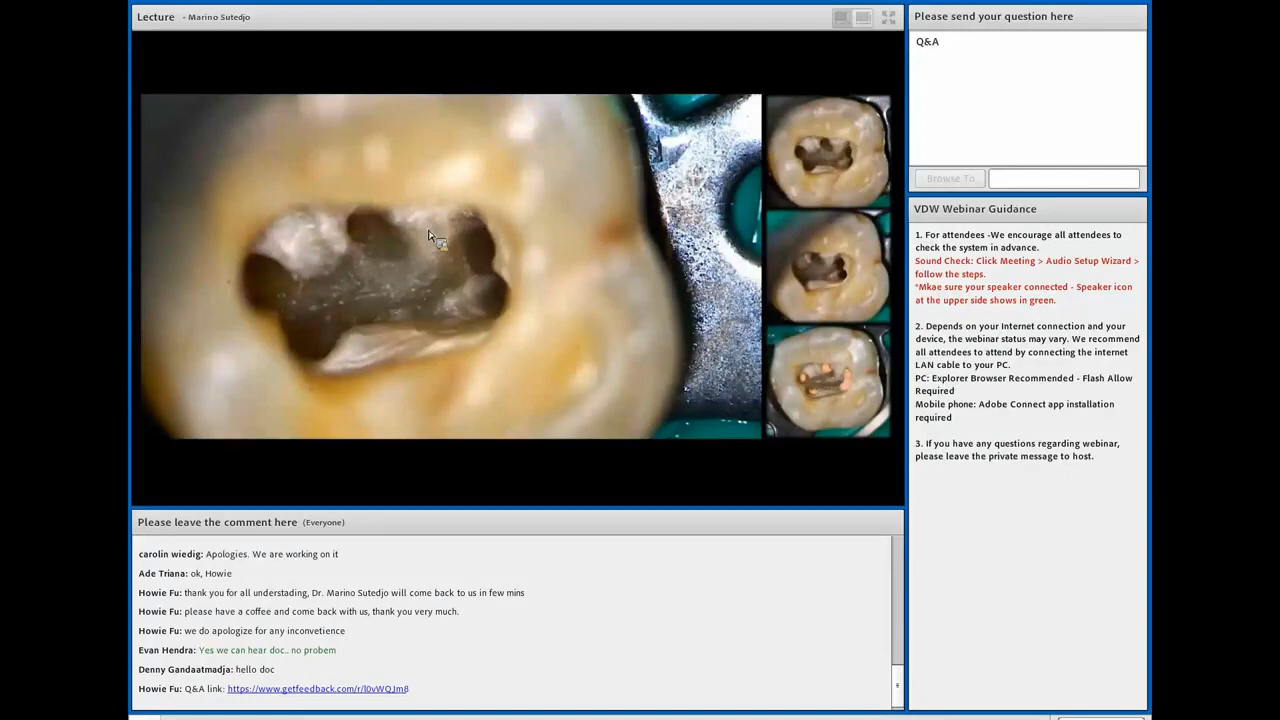 Lecture - Marino Sutedjo
Please send your question here
Q&A
Browse To
VDW Webinar Guidance
1. For attendees -We encourage all attendees to
check the system in advance.
Sound Check: Click Meeting > Audio Setup Wizard >
follow the steps.
*Mkae sure your speaker connected - Speaker icon
at the upper side shows in green.
2. Depends on your Internet connection and your
device, the webinar status may vary. We recommend
all attendees to attend by connecting the internet
LAN cable to your PC.
PC: Explorer Browser Recommended - Flash Allow
Required
Mobile phone: Adobe Connect app installation
required
3. If you have any questions regarding webinar,
please leave the private message to host.
Please leave the comment here (Everyone)
carolin wiedig: Apologies. We are working on it
Ade Triana: ok, Howie
Howie Fu: thank you for all understading, Dr. Marino Sutedjo will come back to us in few mins
Howie Fu: please have a coffee and come back with us, thank you very much.
Howie Fu: we do apologize for any inconvetience
Evan Hendra: Yes we can hear doc.. no probem
Denny Gandaatmadja: hello doc
Howie Fu: Q&A link: https://www.getfeedback.com/r/l0vWQJm8